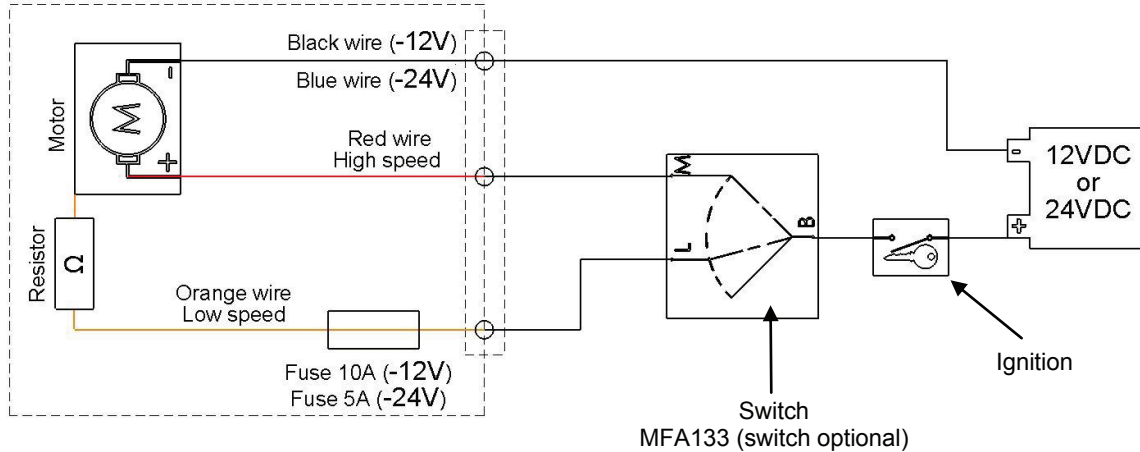 Black wire (-12V)
Blue wire (-24V)
Motor
M
-
+
Red wire
High speed
Resistor
Ω
Orange wire
Low speed
Fuse 10A (-12V)
Fuse 5A (-24V)
M
L
B
-
+
12VDC
or
24VDC
Ignition
Switch
MFA133 (switch optional)